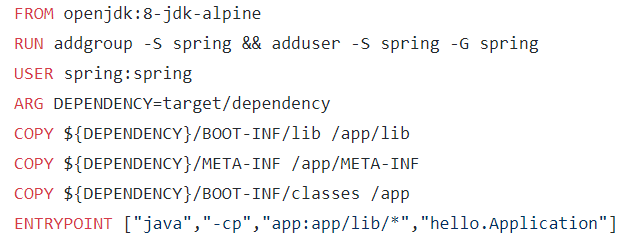 FROM openjdk:8-jdk-alpine
RUN addgroup -S spring && adduser -S spring -G spring
USER spring:spring
ARG DEPENDENCY=target/dependency
COPY ${DEPENDENCY}/BOOT-INF/lib /app/lib
COPY ${DEPENDENCY}/META-INF /app/META-INF
COPY ${DEPENDENCY}/BOOT-INF/classes /app
ENTRYPOINT ["java","-cp","app:app/lib/*","hello.Application"]